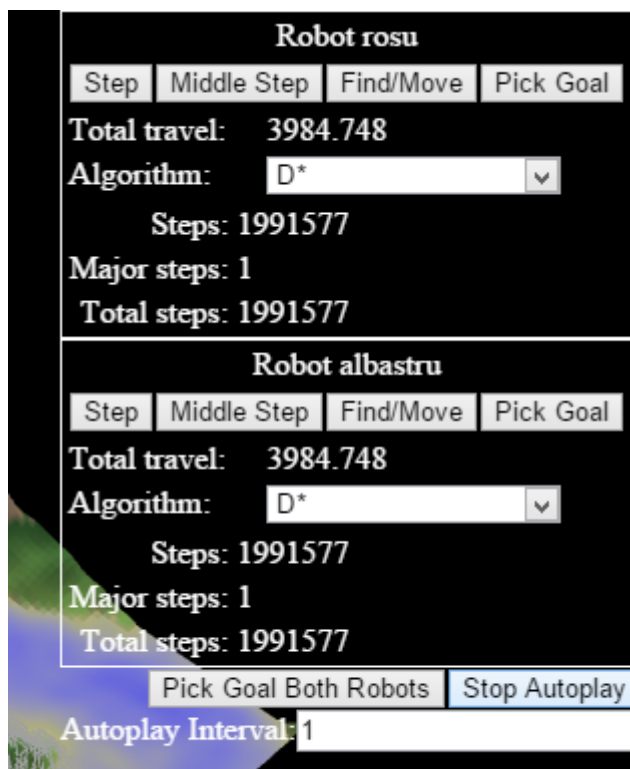 Robot rosu
Step Middle Step Find/Move Pick Goal
Total travel: 3984.748
Algorithm: D*
Steps: 1991577
Major steps: 1
Total steps: 1991577
Robot albastru
Step Middle Step Find/Move Pick Goal
Total travel: 3984.748
Algorithm: D*
Steps: 1991577
Major steps: 1
Total steps: 1991577
Pick Goal Both Robots Stop Autoplay
Autoplay Interval: 1